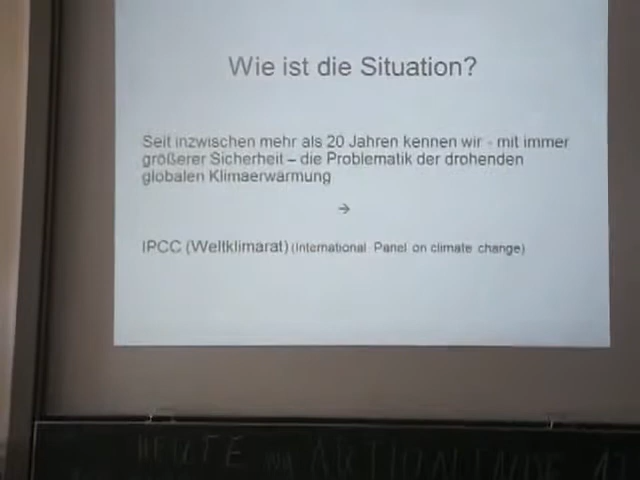 Wie ist die Situation?
Seit inzwischen mehr als 20 Jahren kennen wir - mit immer
größerer Sicherheit – die Problematik der drohenden
globalen Klimaerwärmung
→
IPCC (Weltklimarat) (International Panel on climate change)
HEUTE